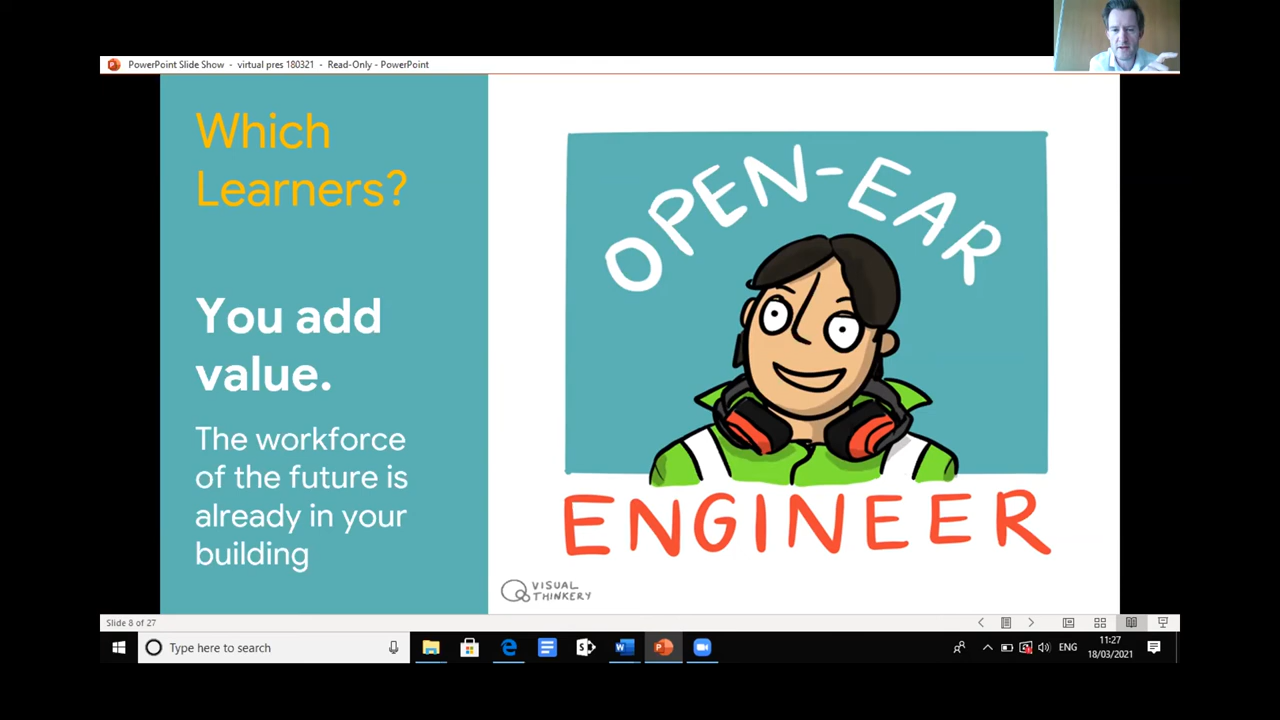 PowerPoint Slide Show - virtual pres 180321 - Read-Only - PowerPoint
Which
Learners?
You add
value.
The workforce
of the future is
already in your
building
OPEN-EAR
ENGINEER
VISUAL
THINKERY
Slide 8 of 27
Type here to search
ENG
11:27
18/03/2021